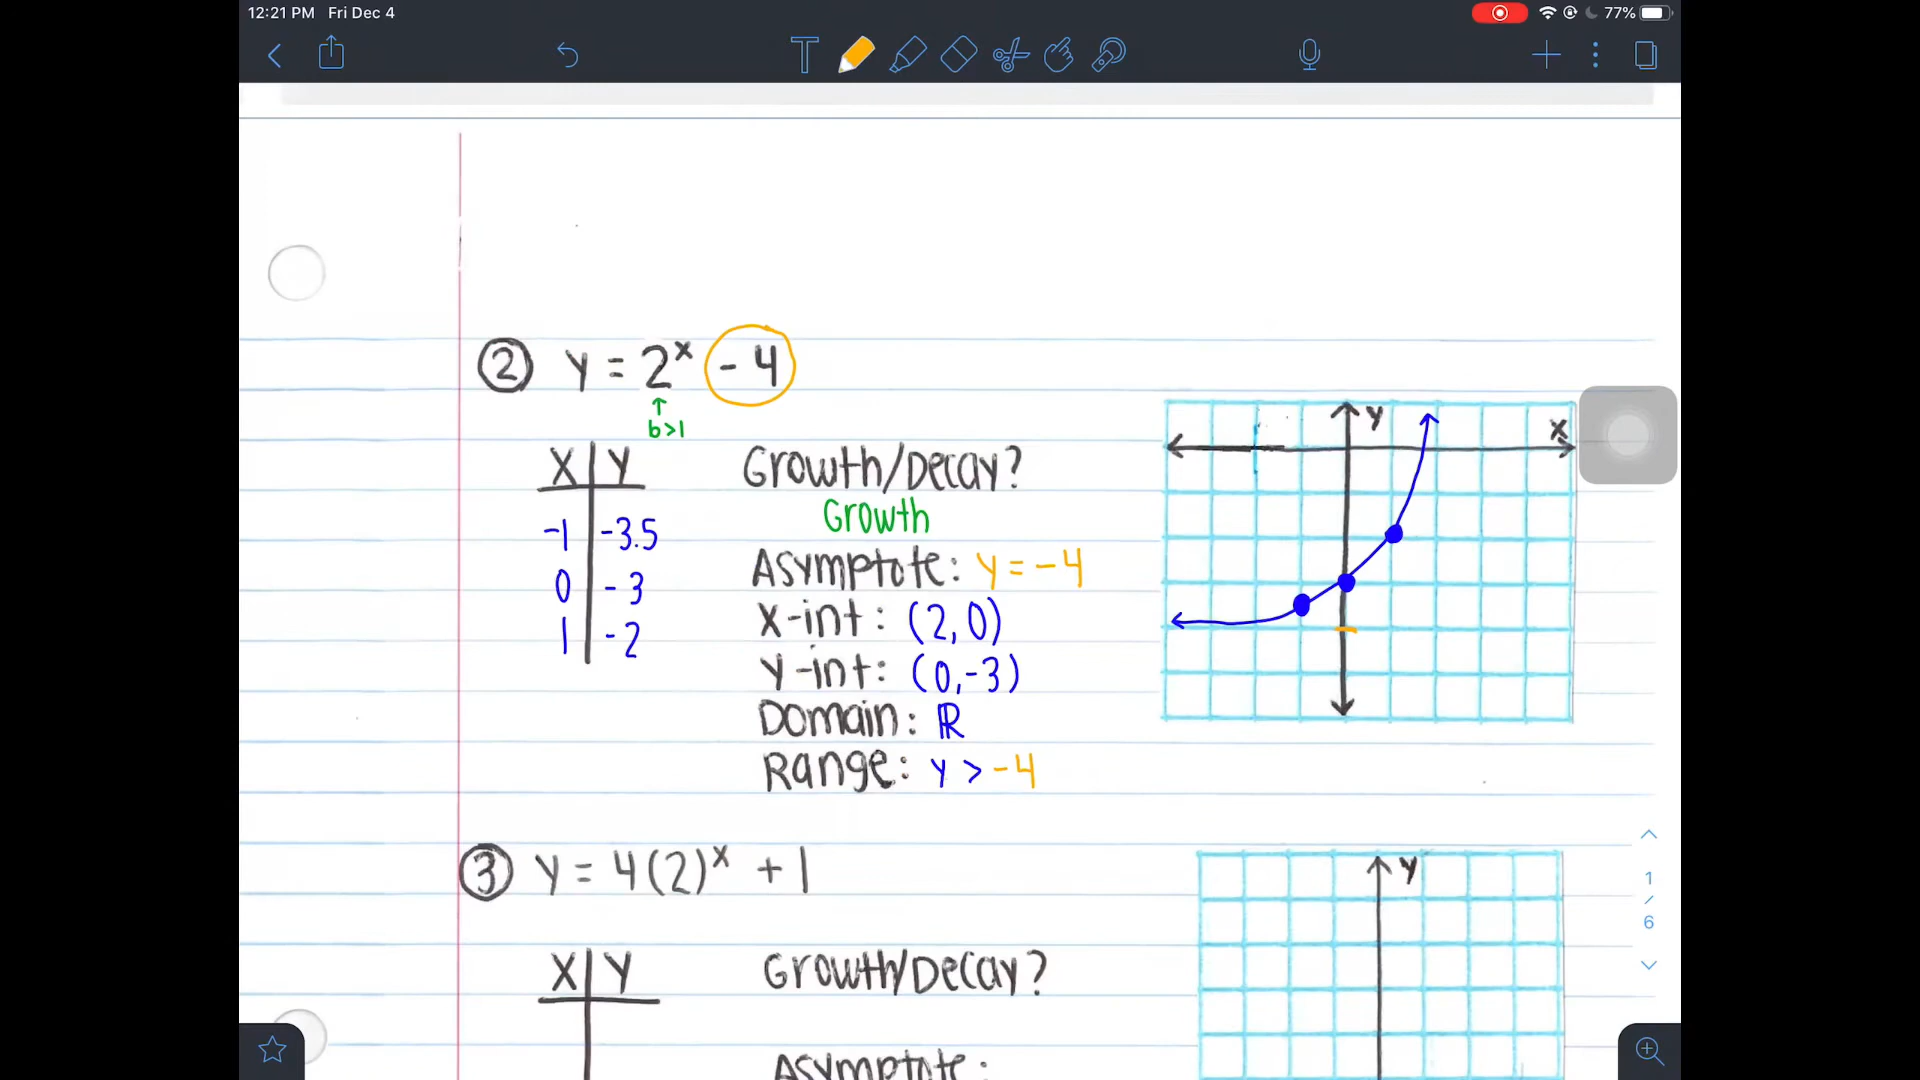 12:21 PM Fri Dec 4
77%
② y = 2ˣ - 4
↑
b>1
X | Y
-1 | -3.5
0 | -3
1 | -2
Growth/Decay?
Growth
Asymptote: y = -4
X-int: (2,0)
Y-int: (0,-3)
Domain: ℝ
Range: y > -4
Y
X
③ y = 4(2)ˣ + 1
Y
X | Y
Growth/Decay?
Asymptote:
1
/
6